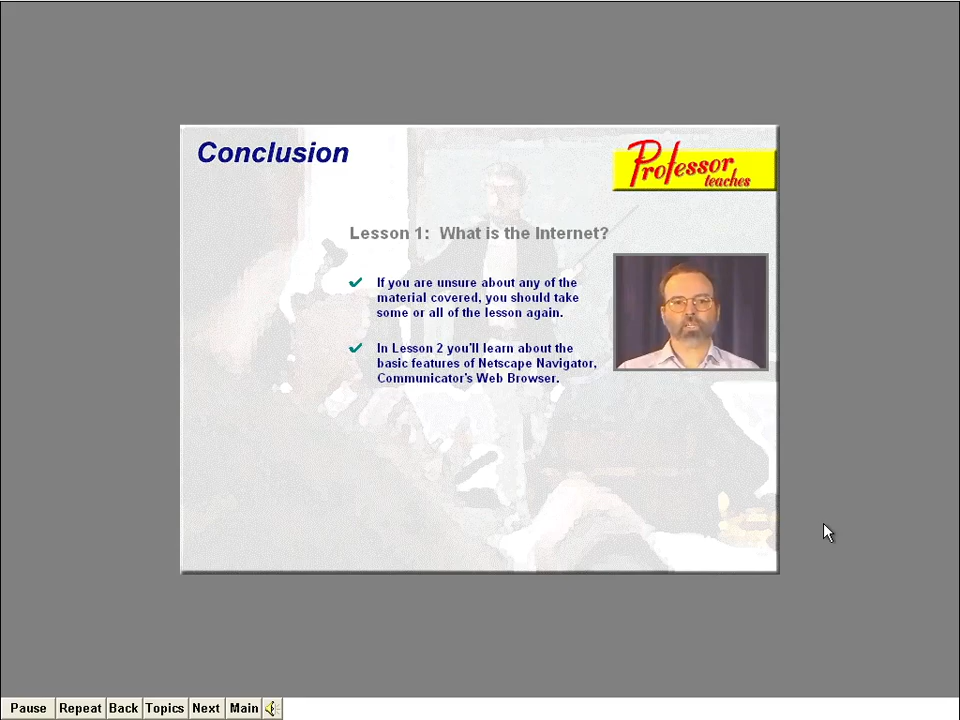 Conclusion
Professor
teaches
Lesson 1: What is the Internet?
If you are unsure about any of the
material covered, you should take
some or all of the lesson again.
In Lesson 2 you'll learn about the
basic features of Netscape Navigator,
Communicator's Web Browser.
Pause Repeat Back Topics Next Main